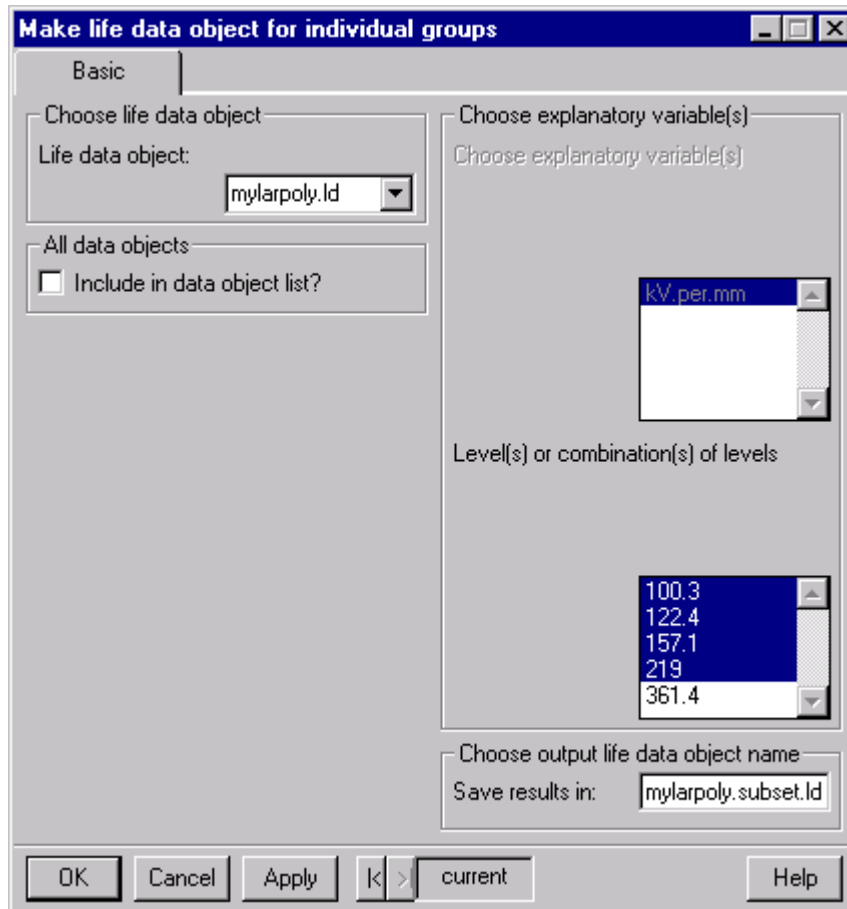 Make life data object for individual groups
Basic
Choose life data object
Life data object:
mylarpoly.ld
All data objects
Include in data object list?
Choose explanatory variable(s)
Choose explanatory variable(s)
kV.per.mm
Level(s) or combination(s) of levels
100.3
122.4
157.1
219
361.4
Choose output life data object name
Save results in:
mylarpoly.subset.ld
OK
Cancel
Apply
current
Help